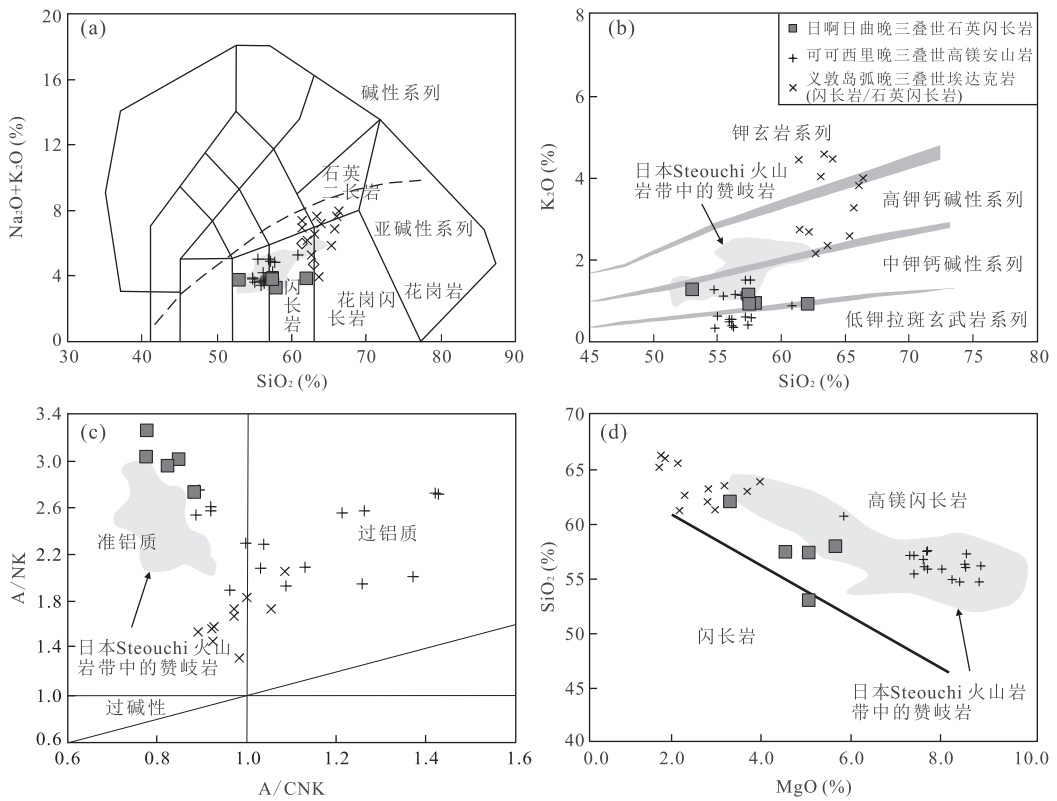 (a)
20
16
12
8
4
0
Na₂O+K₂O (%)
碱性系列
石英
二长岩
亚碱性系列
闪
长
岩
花岗闪
长岩
花岗岩
30
40
50
60
70
80
90
SiO₂ (%)
(b)
日啊日曲晚三叠世石英闪长岩
可可西里晚三叠世高镁安山岩
义敦岛弧晚三叠世埃达克岩
(闪长岩/石英闪长岩)
8
6
4
2
0
K₂O (%)
钾玄岩系列
日本Steouchi 火山
岩带中的赞岐岩
高钾钙碱性系列
中钾钙碱性系列
低钾拉斑玄武岩系列
45
50
55
60
65
70
75
80
SiO₂ (%)
(c)
3.4
3.0
2.6
2.2
1.8
1.4
1.0
0.6
A/NK
准铝质
过铝质
日本Steouchi 火山
岩带中的赞岐岩
过碱性
0.6
0.8
1.0
1.2
1.4
1.6
A/CNK
(d)
70
65
60
55
50
45
40
SiO₂ (%)
高镁闪长岩
闪长岩
日本Steouchi 火山岩
带中的赞岐岩
0.0
2.0
4.0
6.0
8.0
10.0
MgO (%)